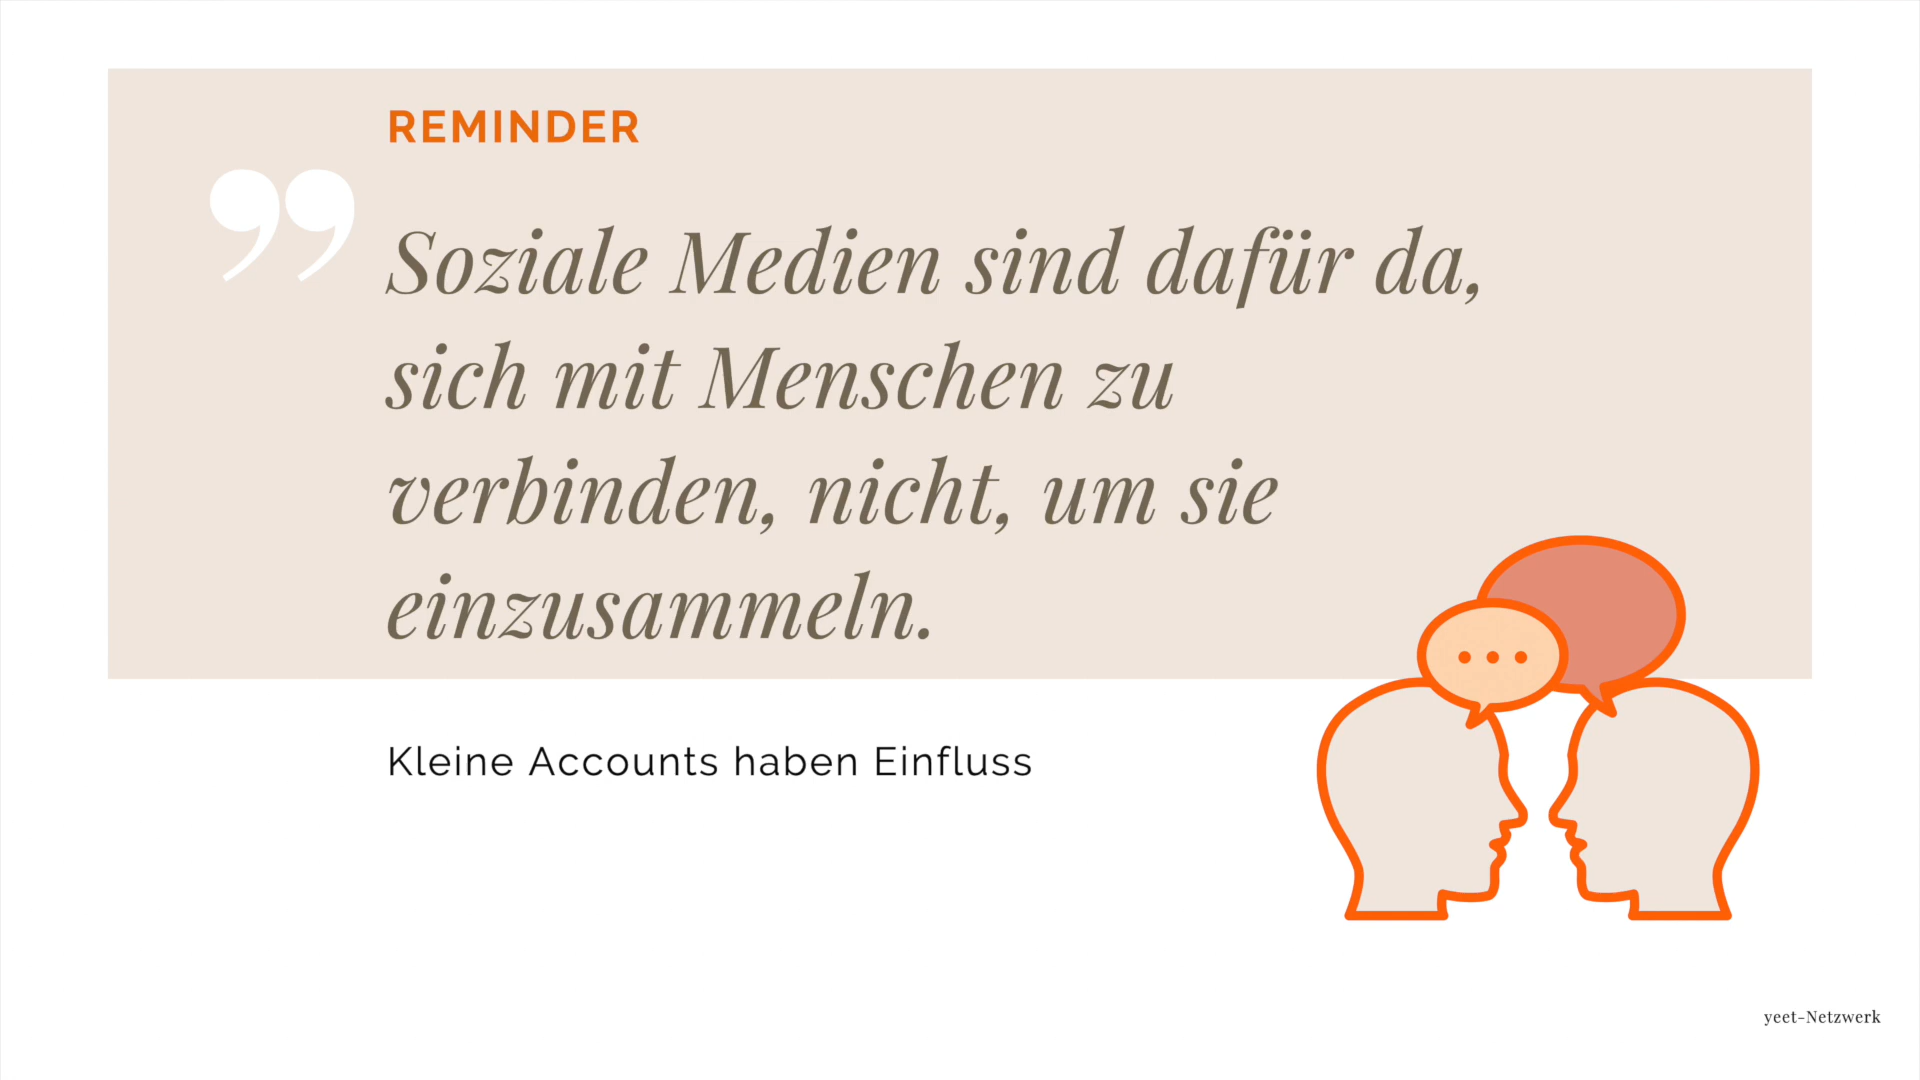 REMINDER
”
Soziale Medien sind dafür da,
sich mit Menschen zu
verbinden, nicht, um sie
einzusammeln.
Kleine Accounts haben Einfluss
yeet-Netzwerk